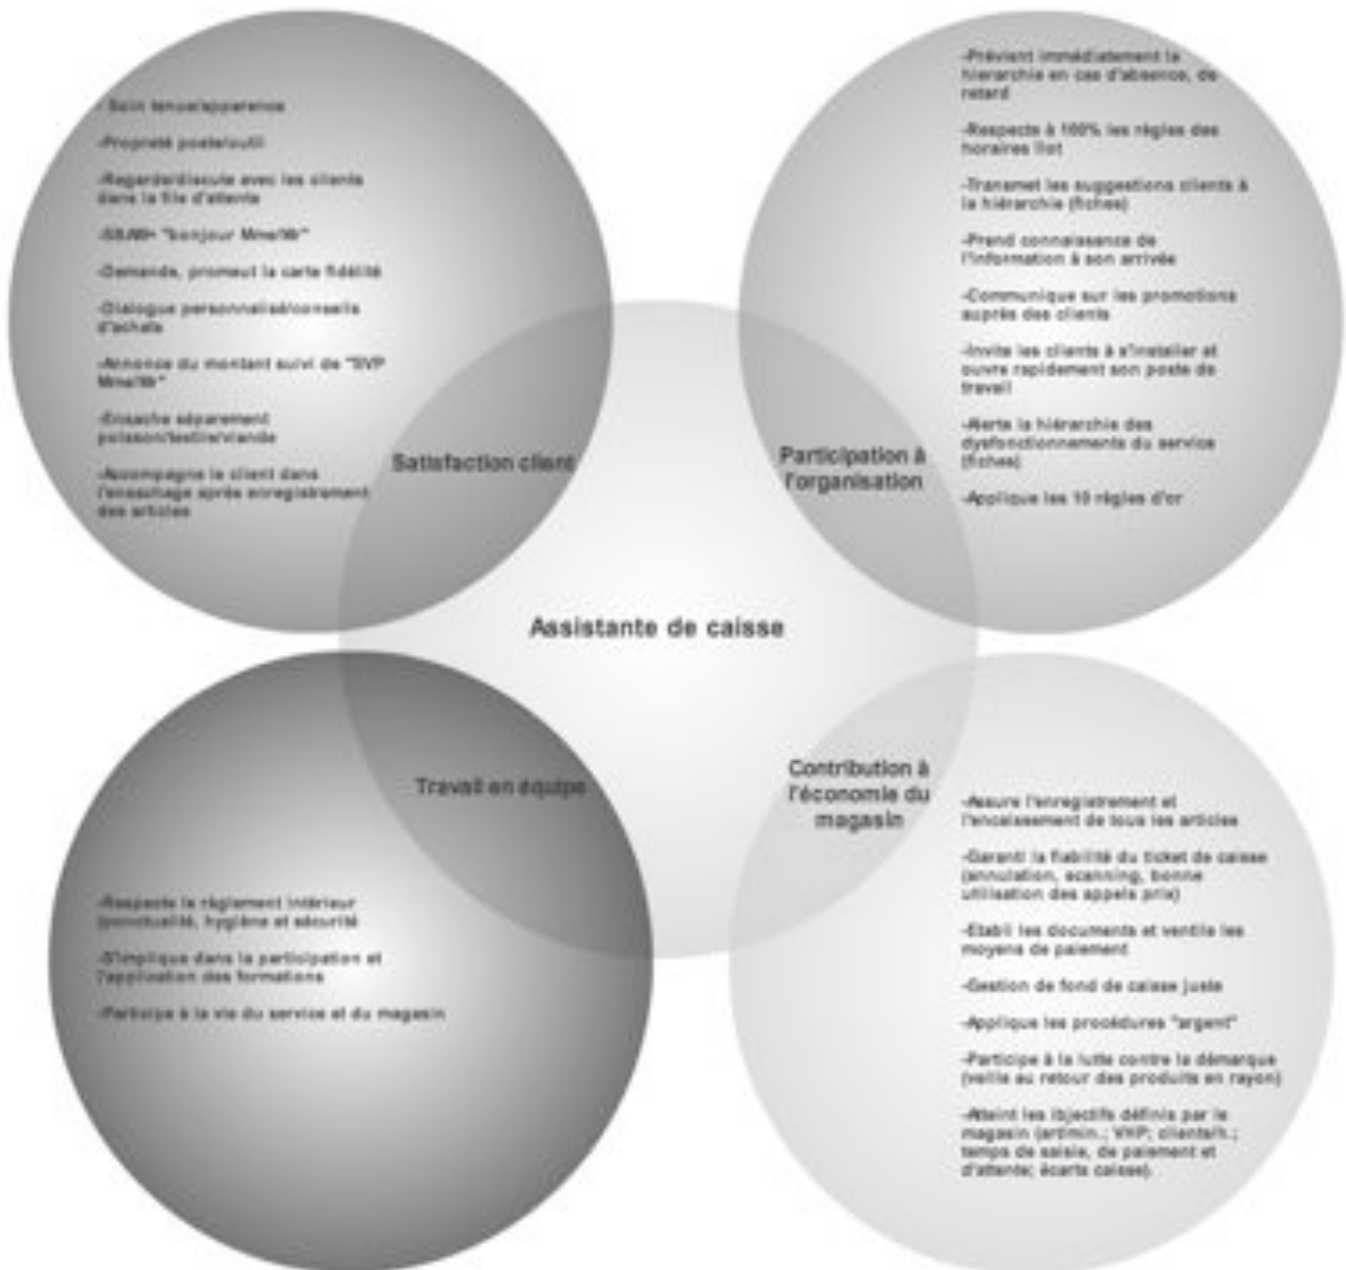 - Soin tenue/apparence
-Propreté poste/outil
-Regarde/discute avec les clients
dans la file d'attente
-SBAM+ "bonjour Mme/Mr"
-Demande, promeut la carte fidélité
-Dialogue personnalisé/conseils
d'achats
-Annonce du montant suivi de "SVP
Mme/Mr"
-Ensache séparement
poisson/textile/viande
-Accompagne le client dans
l'ensachage après enregistrement
des articles
Satisfaction client
-Prévient immédiatement la
hierarchie en cas d'absence, de
retard
-Respecte à 100% les règles des
horaires îlot
-Transmet les suggestions clients à
la hiérarchie (fiches)
-Prend connaissance de
l'information à son arrivée
-Communique sur les promotions
auprès des clients
-Invite les clients à s'installer et
ouvre rapidement son poste de
travail
-Alerte la hiérarchie des
dysfonctionnements du service
(fiches)
-Applique les 10 règles d'or
Participation à
l'organisation
Assistante de caisse
Travail en équipe
-Respecte le règlement intérieur
(ponctualité, hygiène et sécurité
-S'implique dans la participation et
l'application des formations
-Participe à la vie du service et du magasin
Contribution à
l'économie du
magasin
-Assure l'enregistrement et
l'encaissement de tous les articles
-Garanti la fiabilité du ticket de caisse
(annulation, scanning, bonne
utilisation des appels prix)
-Etabli les documents et ventile les
moyens de paiement
-Gestion de fond de caisse juste
-Applique les procédures "argent"
-Participe à la lutte contre la démarque
(veille au retour des produits en rayon)
-Atteint les objectifs définis par le
magasin (art/min.; VHP; clients/h.;
temps de saisie, de paiement et
d'attente; écarts caisse).